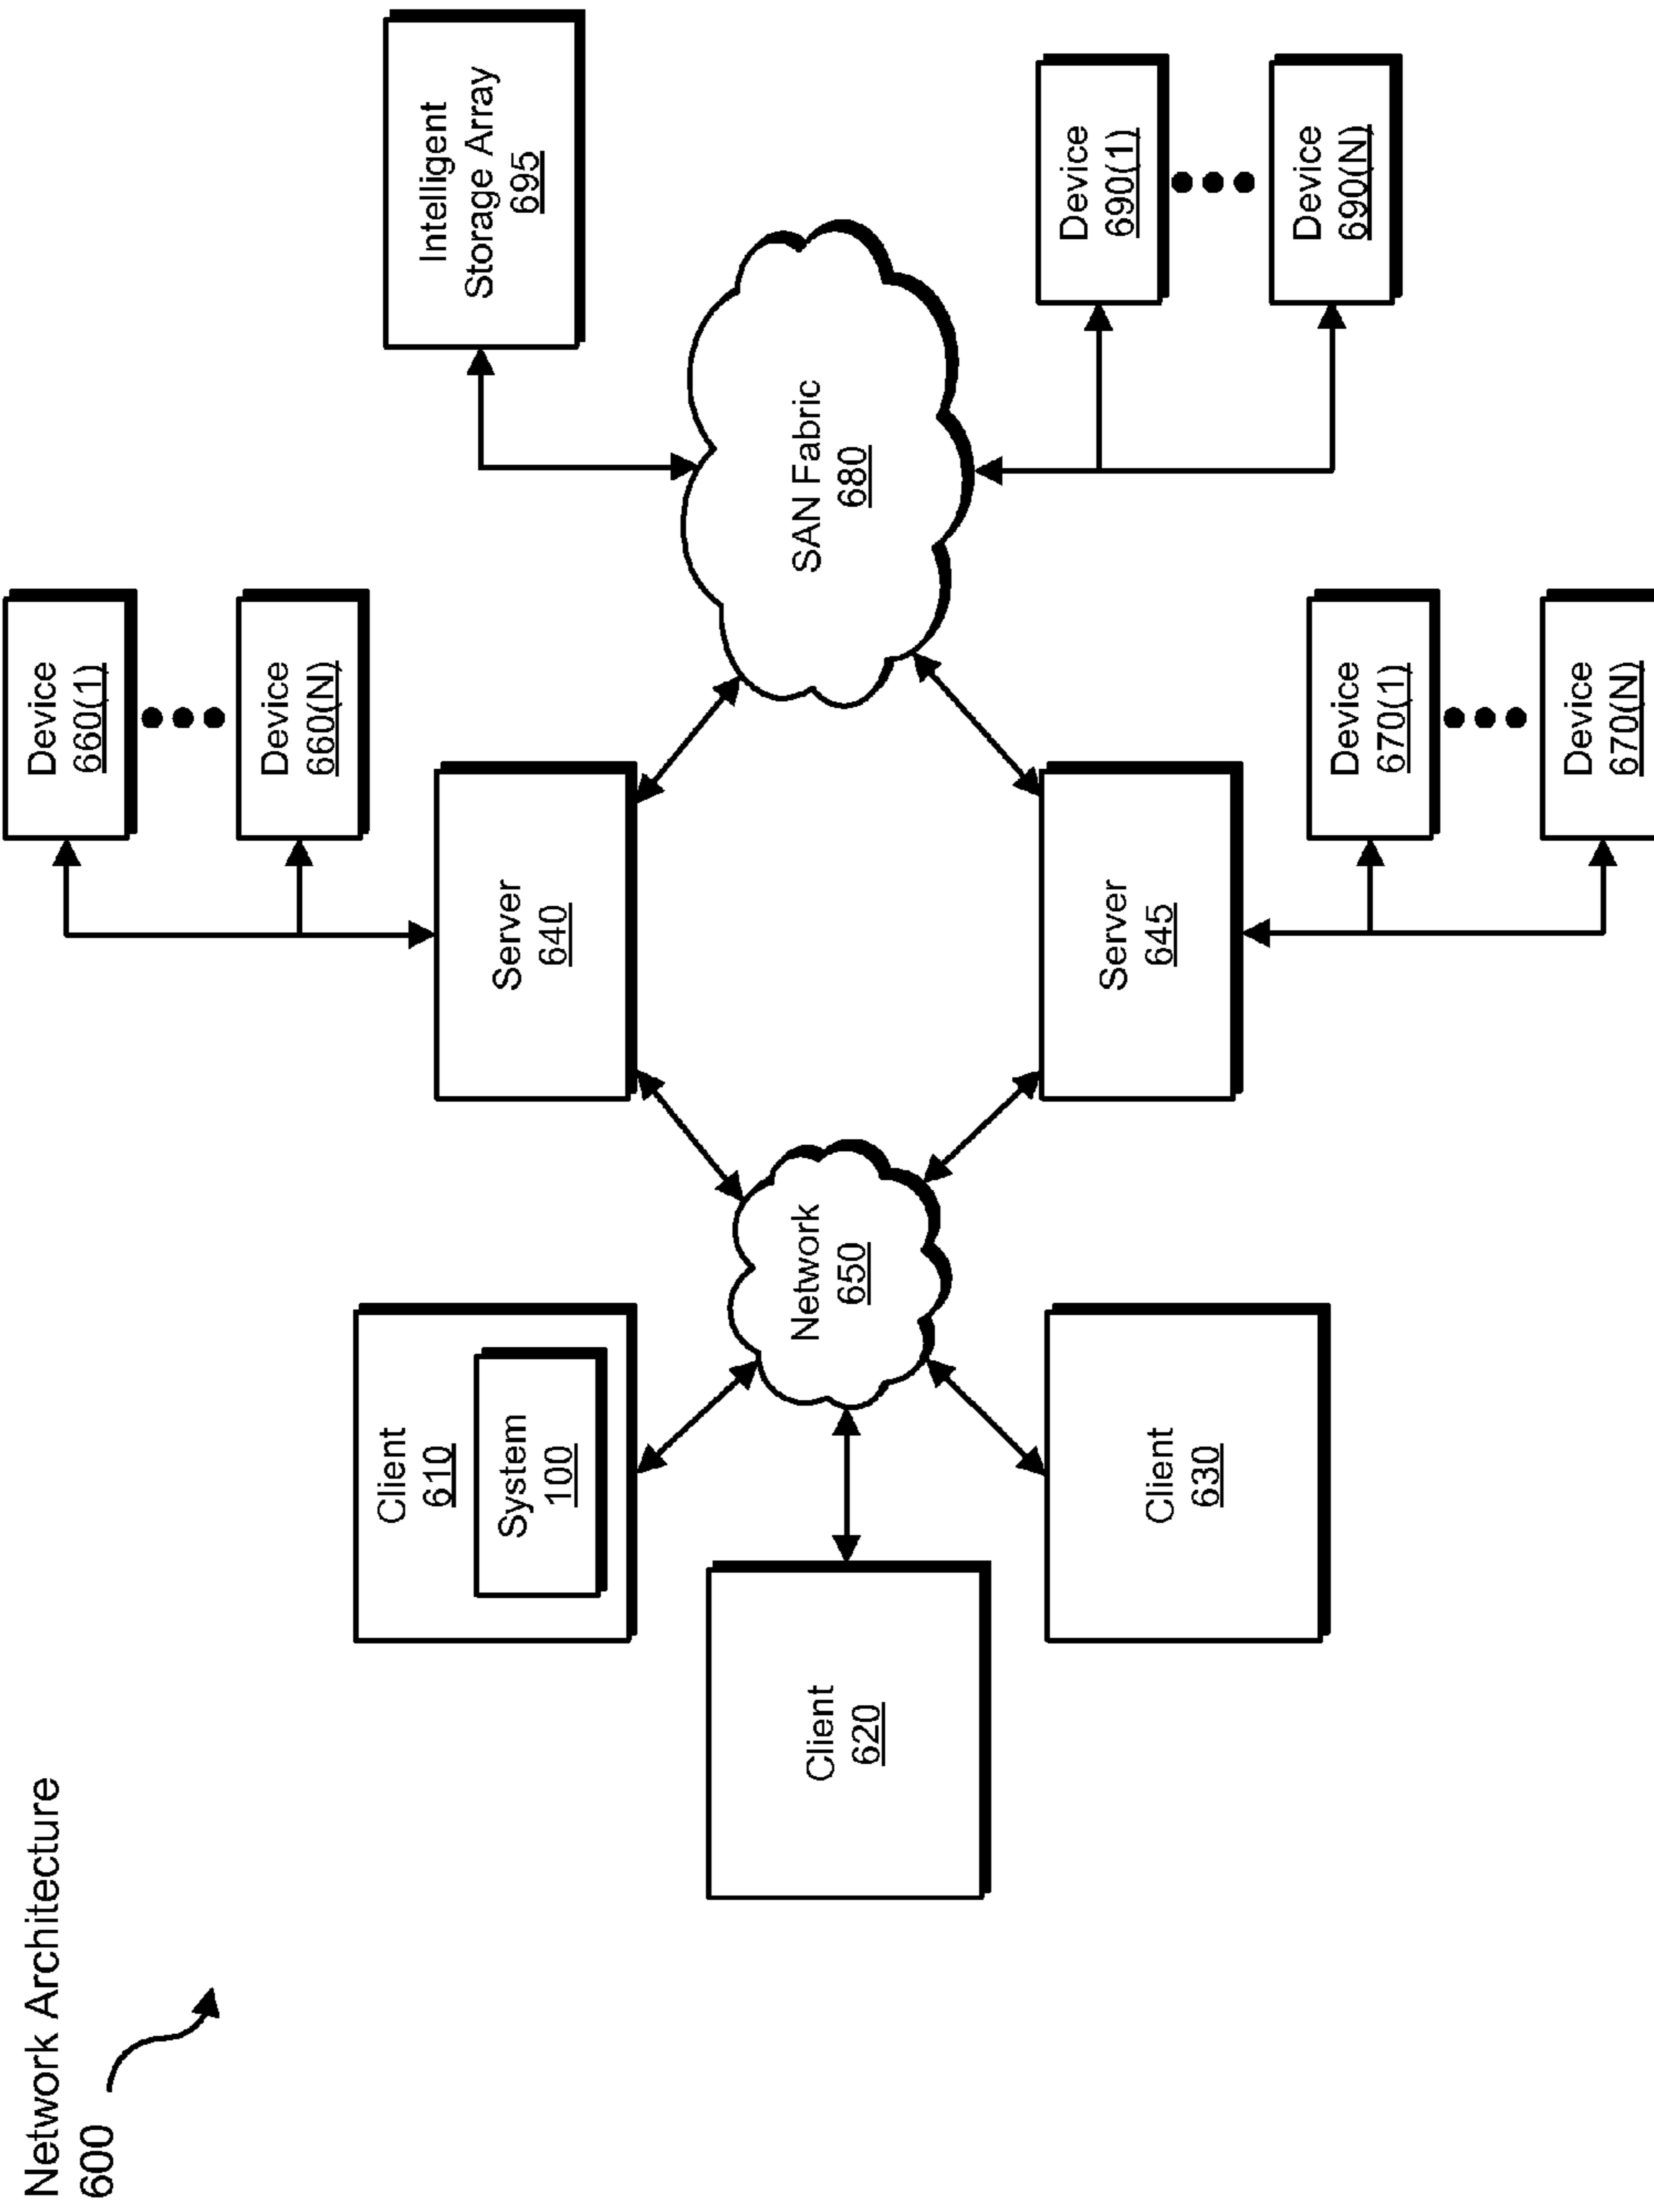 Network Architecture
600
Device
660(1)
Device
660(N)
Intelligent
Storage Array
695
Client
610
System
100
Server
640
Client
620
Network
650
SAN Fabric
680
Client
630
Server
645
Device
690(1)
Device
690(N)
Device
670(1)
Device
670(N)